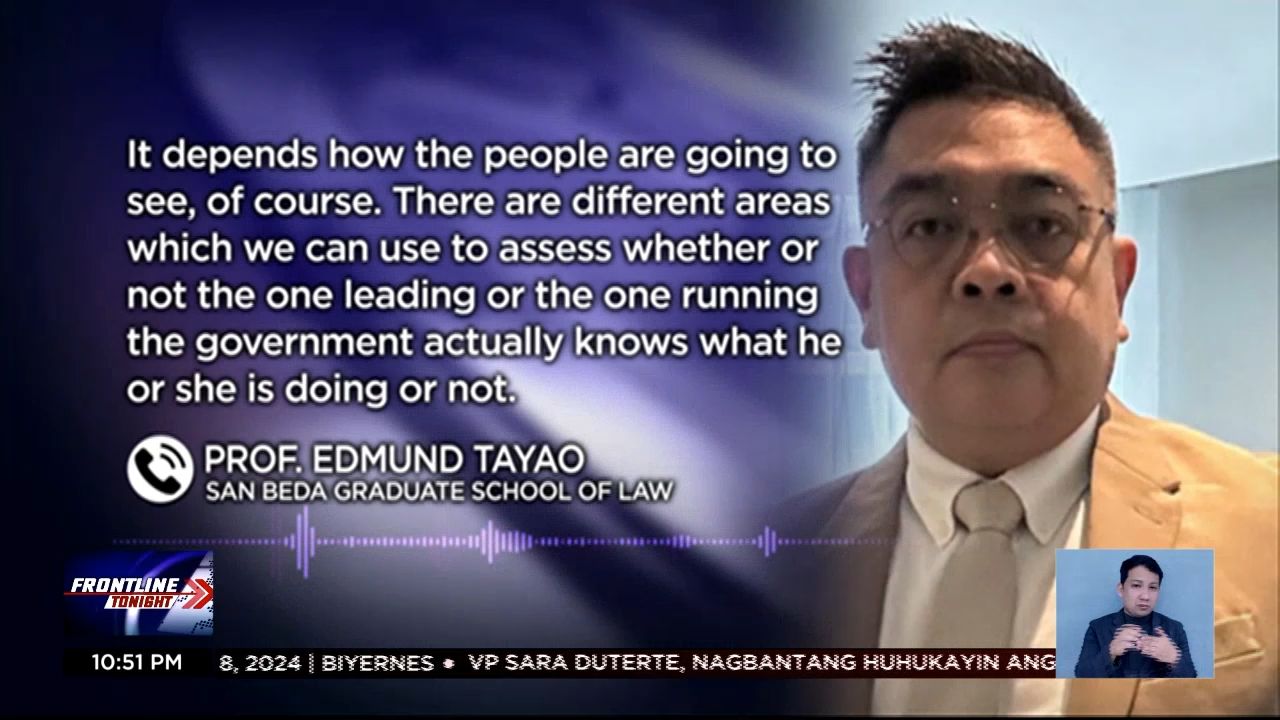 It depends how the people are going to
see, of course. There are different areas
which we can use to assess whether or
not the one leading or the one running
the government actually knows what he
or she is doing or not.
PROF. EDMUND TAYAO
SAN BEDA GRADUATE SCHOOL OF LAW
FRONTLINE
TONIGHT
10:51 PM 8, 2024 | BIYERNES • VP SARA DUTERTE, NAGBANTANG HUHUKAYIN ANG